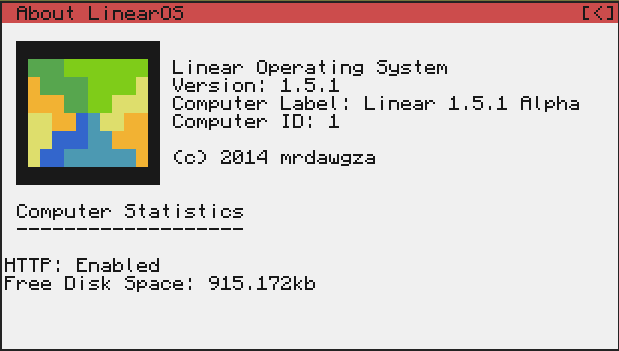 About LinearOS [<]
Linear Operating System
Version: 1.5.1
Computer Label: Linear 1.5.1 Alpha
Computer ID: 1
(c) 2014 mrdawgza
Computer Statistics
-------------------
HTTP: Enabled
Free Disk Space: 915.172kb